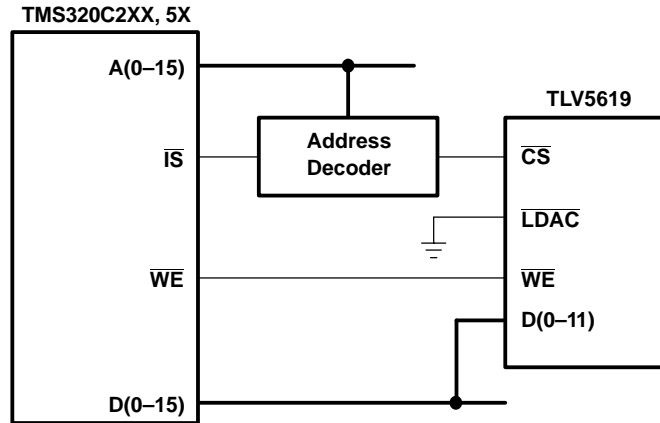 TMS320C2XX, 5X
A(0–15)
TLV5619
Address
Decoder
IS
CS
LDAC
WE
WE
D(0–11)
D(0–15)